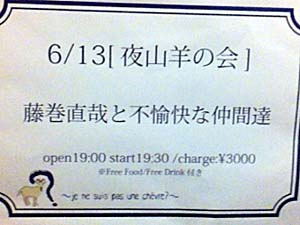 6/13[夜山羊の会]
藤巻直哉と不愉快な仲間達
open19:00 start19:30 /charge:¥3000
※Free Food/Free Drink 付き
～je ne suis pas une chèvre?～